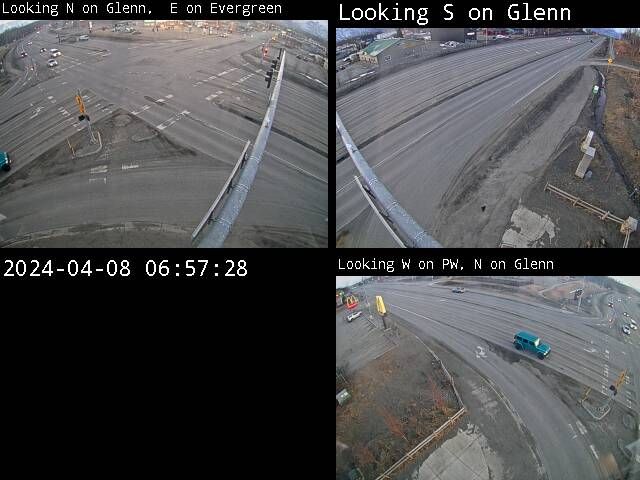 Looking N on Glenn,  E on Evergreen
Looking S on Glenn
2024-04-08 06:57:28
Looking W on PW, N on Glenn